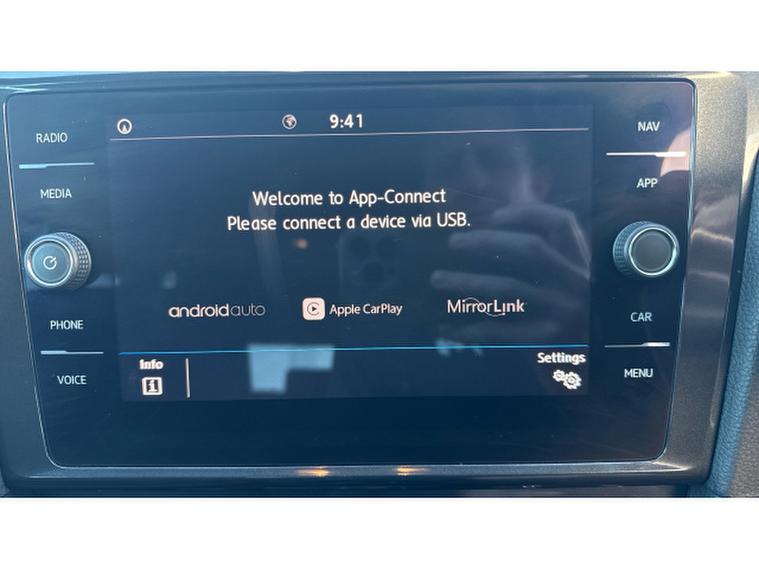 RADIO
MEDIA
PHONE
VOICE
9:41
Welcome to App-Connect
Please connect a device via USB.
androidauto
Apple CarPlay
MirrorLink
Info
Settings
NAV
APP
CAR
MENU